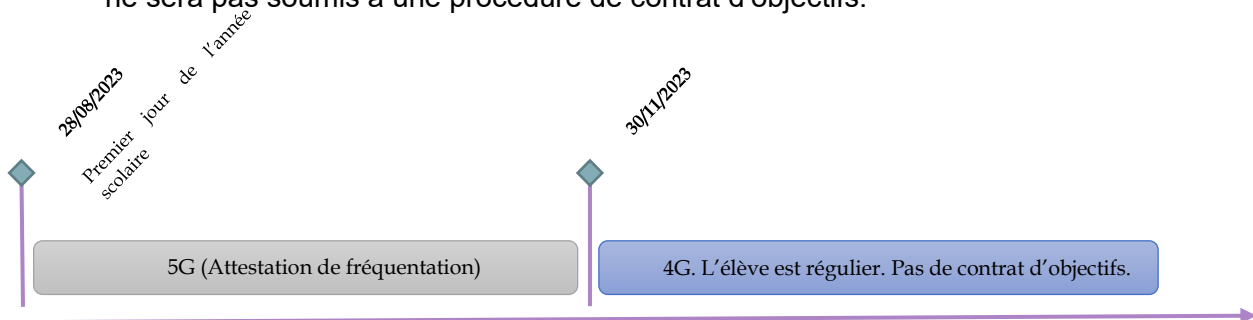 ne sera pas soumis à une procédure de contrat d'objectifs.
28/08/2023
Premier jour de l'année
scolaire
30/11/2023
5G (Attestation de fréquentation)
4G. L'élève est régulier. Pas de contrat d'objectifs.